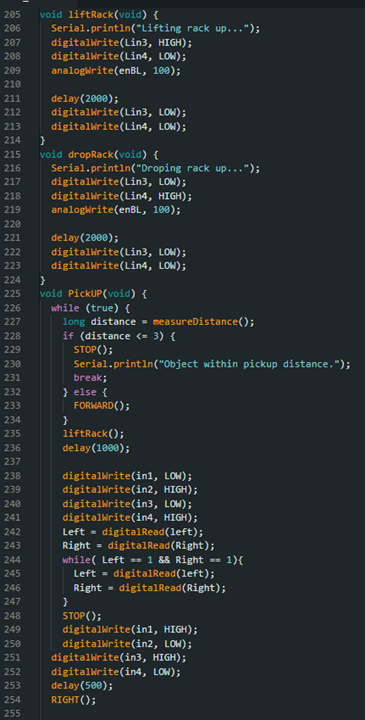 205 void liftRack(void) {
206 Serial.println("Lifting rack up...");
207 digitalWrite(Lin3, HIGH);
208 digitalWrite(Lin4, LOW);
209 analogWrite(enBL, 100);
210
211 delay(2000);
212 digitalWrite(Lin3, LOW);
213 digitalWrite(Lin4, LOW);
214 }
215 void dropRack(void) {
216 Serial.println("Droping rack up...");
217 digitalWrite(Lin3, LOW);
218 digitalWrite(Lin4, HIGH);
219 analogWrite(enBL, 100);
220
221 delay(2000);
222 digitalWrite(Lin3, LOW);
223 digitalWrite(Lin4, LOW);
224 }
225 void PickUP(void) {
226 while (true) {
227 long distance = measureDistance();
228 if (distance <= 3) {
229 STOP();
230 Serial.println("Object within pickup distance.");
231 break;
232 } else {
233 FORWARD();
234 }
235 liftRack();
236 delay(1000);
237
238 digitalWrite(in1, LOW);
239 digitalWrite(in2, HIGH);
240 digitalWrite(in3, LOW);
241 digitalWrite(in4, HIGH);
242 Left = digitalRead(left);
243 Right = digitalRead(Right);
244 while( Left == 1 && Right == 1){
245 Left = digitalRead(left);
246 Right = digitalRead(Right);
247 }
248 STOP();
249 digitalWrite(in1, HIGH);
250 digitalWrite(in2, LOW);
251 digitalWrite(in3, HIGH);
252 digitalWrite(in4, LOW);
253 delay(500);
254 RIGHT();
255